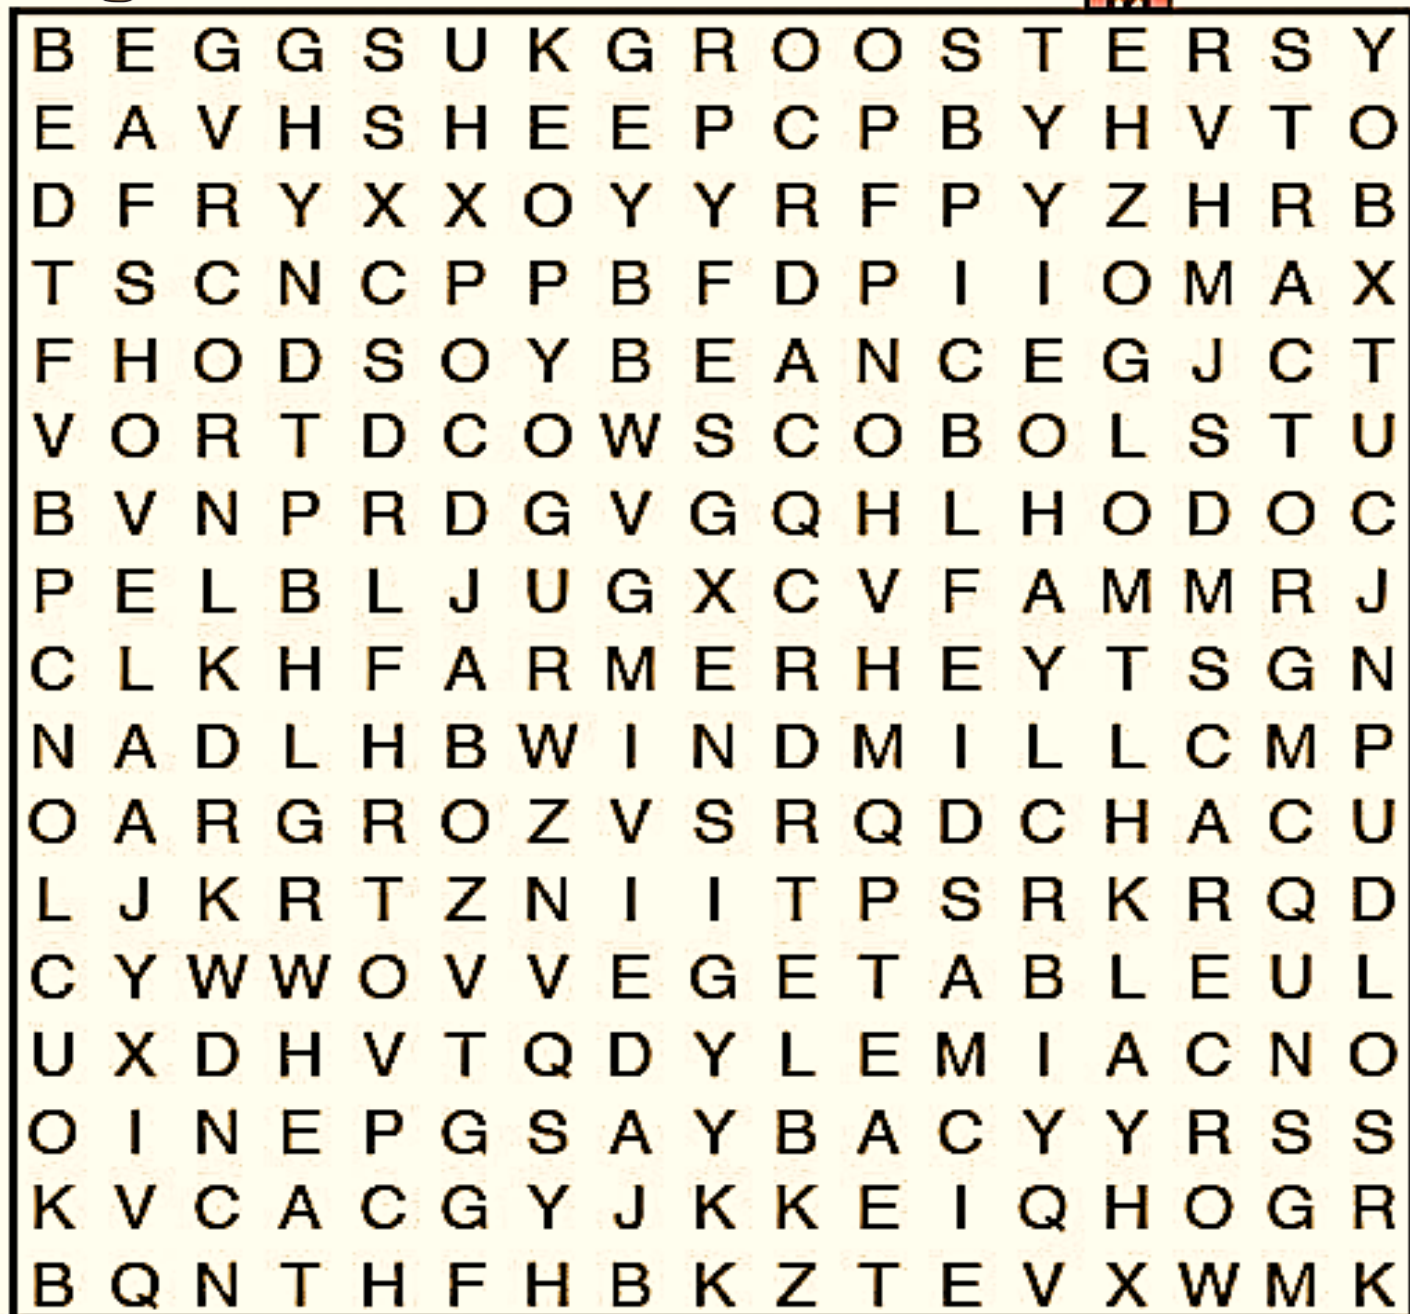 B E G G S U K G R O O S T E R S Y
E A V H S H E E P C P B Y H V T O
D F R Y X X O Y Y R F P Y Z H R B
T S C N C P P B F D P I I O M A X
F H O D S O Y B E A N C E G J C T
V O R T D C O W S C O B O L S T U
B V N P R D G V G Q H L H O D O C
P E L B L J U G X C V F A M M R J
C L K H F A R M E R H E Y T S G N
N A D L H B W I N D M I L L C M P
O A R G R O Z V S R Q D C H A C U
L J K R T Z N I I T P S R K R Q D
C Y W W O V V E G E T A B L E U L
U X D H V T Q D Y L E M I A C N O
O I N E P G S A Y B A C Y Y R S S
K V C A C G Y J K K E I Q H O G R
B Q N T H F H B K Z T E V X W M K